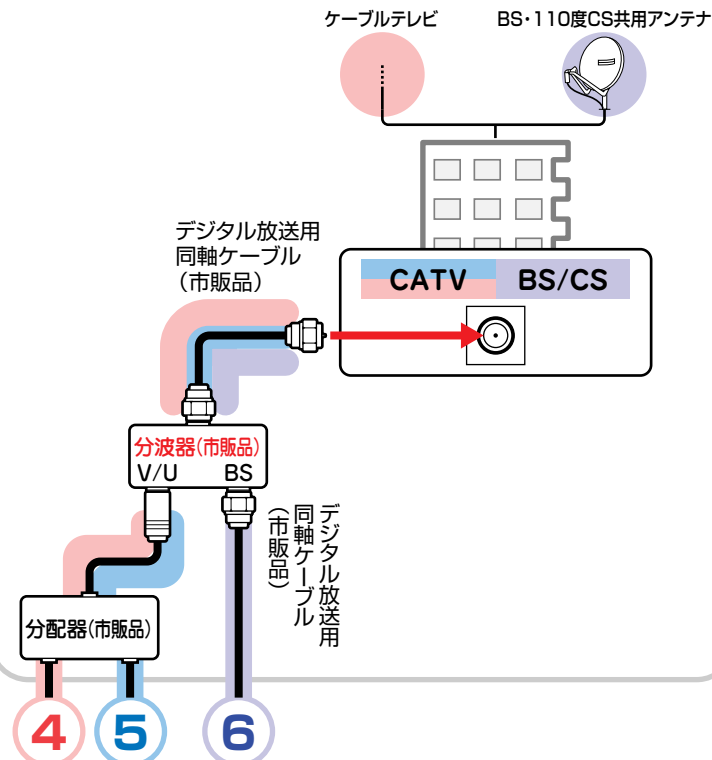 ケーブルテレビ
BS・110度CS共用アンテナ
デジタル放送用
同軸ケーブル
（市販品）
CATV
BS/CS
分波器(市販品)
V/U
BS
デジタル放送用
同軸ケーブル
（市販品）
分配器(市販品)
4
5
6